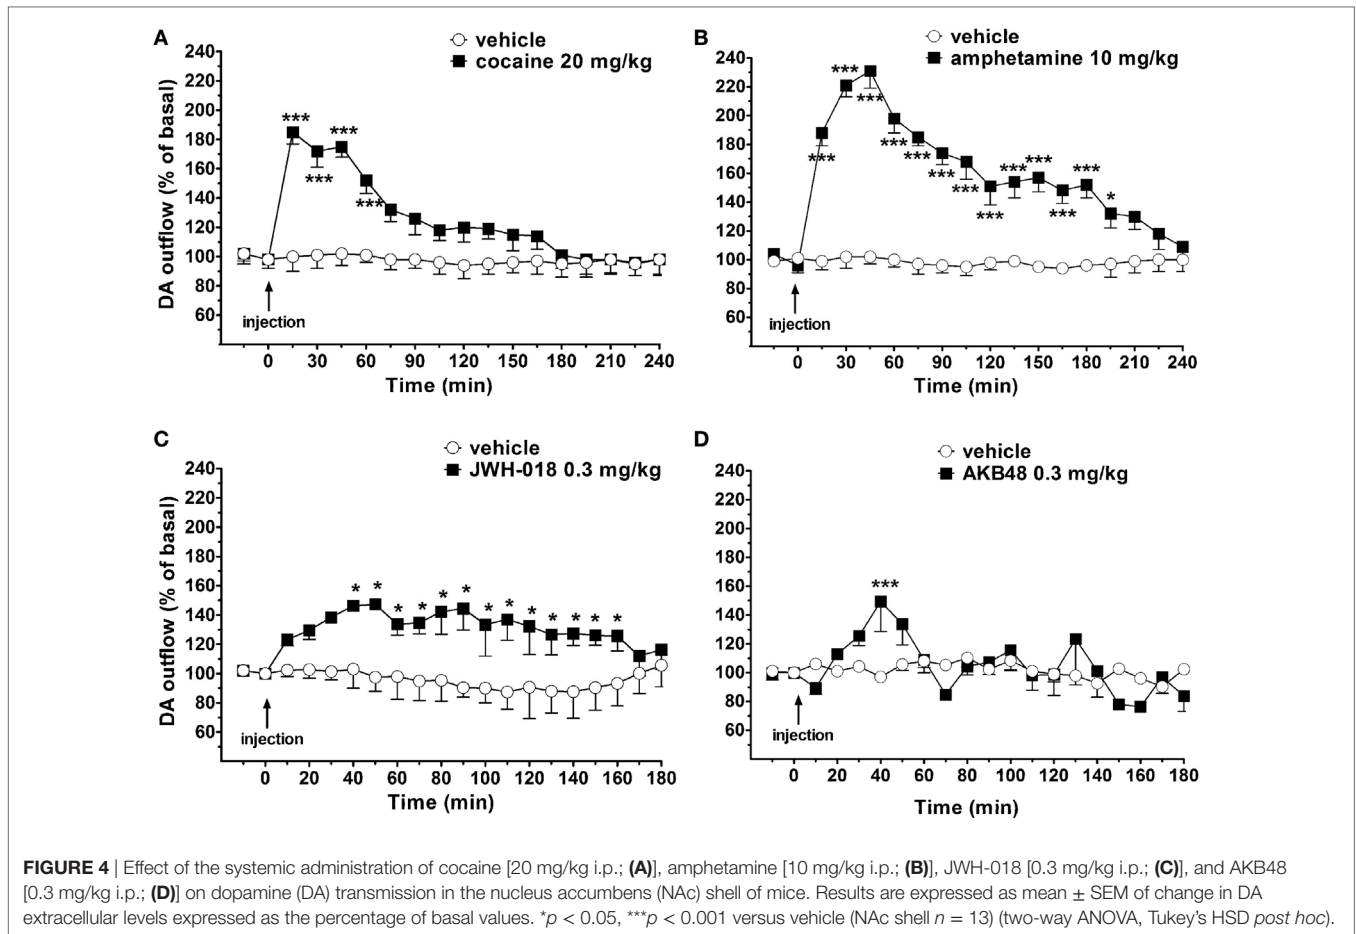 A
vehicle
cocaine 20 mg/kg
DA outflow (% of basal)
240
220
200
180
160
140
120
100
80
60
***
***
***
***
injection
0 30 60 90 120 150 180 210 240
Time (min)
B
vehicle
amphetamine 10 mg/kg
240
220
200
180
160
140
120
100
80
60
***
***
***
***
***
***
***
***
***
***
***
***
*
injection
0 30 60 90 120 150 180 210 240
Time (min)
C
vehicle
JWH-018 0.3 mg/kg
DA outflow (% of basal)
240
220
200
180
160
140
120
100
80
60
* * * * * * * * * * * * *
injection
0 20 40 60 80 100 120 140 160 180
Time (min)
D
vehicle
AKB48 0.3 mg/kg
240
220
200
180
160
140
120
100
80
60
***
injection
0 20 40 60 80 100 120 140 160 180
Time (min)
FIGURE 4 | Effect of the systemic administration of cocaine [20 mg/kg i.p.; (A)], amphetamine [10 mg/kg i.p.; (B)], JWH-018 [0.3 mg/kg i.p.; (C)], and AKB48
[0.3 mg/kg i.p.; (D)] on dopamine (DA) transmission in the nucleus accumbens (NAc) shell of mice. Results are expressed as mean ± SEM of change in DA
extracellular levels expressed as the percentage of basal values. *p < 0.05, ***p < 0.001 versus vehicle (NAc shell n = 13) (two-way ANOVA, Tukey's HSD post hoc).